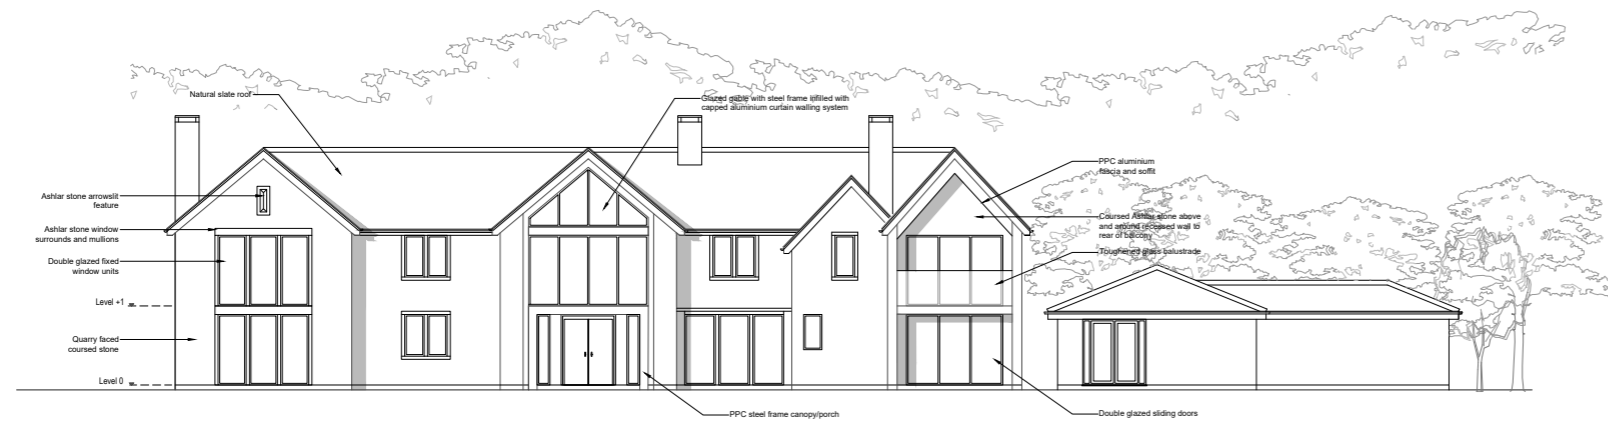 Natural slate roof
Glazed gable with steel frame infilled with
capped aluminium curtain walling system
PPC aluminium
fascia and soffit
Ashlar stone arrowslit
feature
Coursed Ashlar stone above
and around recessed wall to
rear of balcony
Ashlar stone window
surrounds and mullions
Toughened glass balustrade
Double glazed fixed
window units
Level +1
Quarry faced
coursed stone
Level 0
PPC steel frame canopy/porch
Double glazed sliding doors